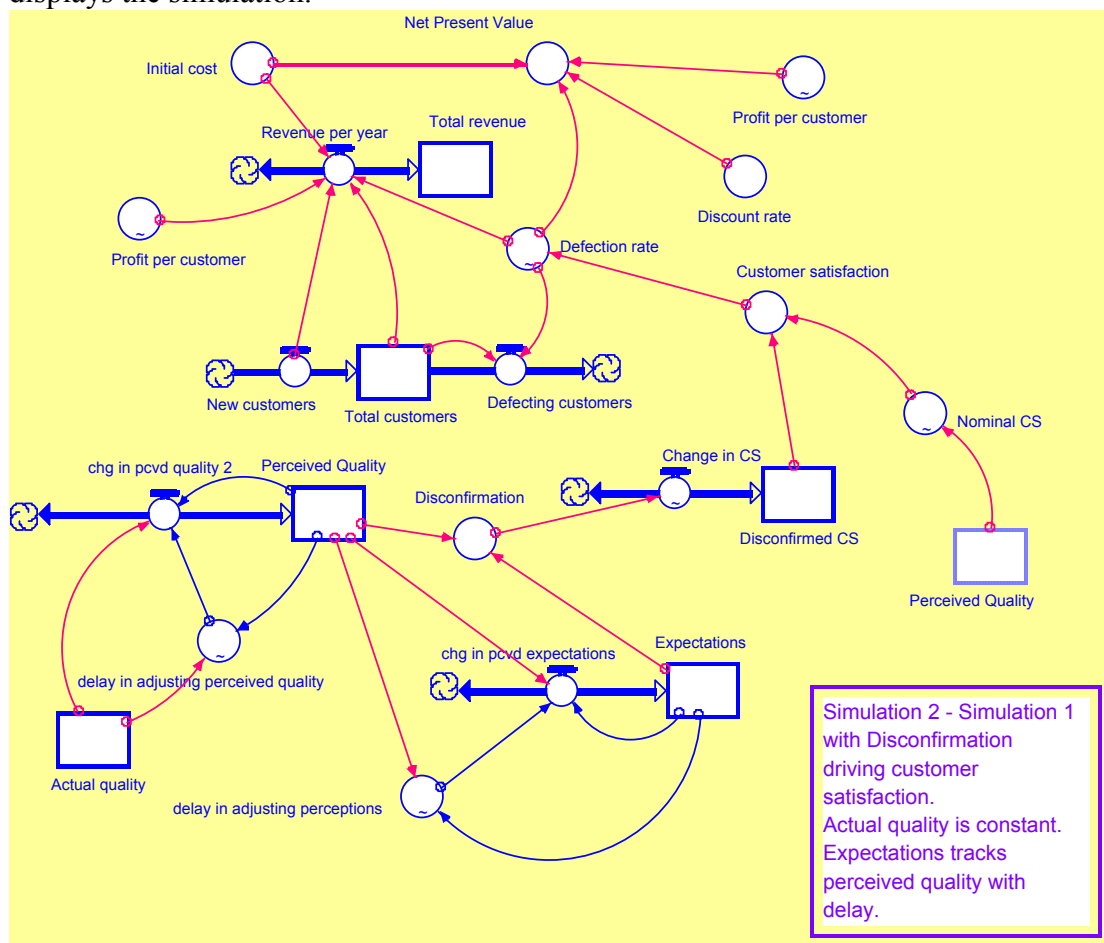 displays the simulation.
Net Present Value
Initial cost
Profit per customer
Revenue per year
Total revenue
Discount rate
Profit per customer
~
Defection rate
~
Customer satisfaction
~
New customers
Total customers
Defecting customers
Nominal CS
~
chg in pcvd quality 2
Perceived Quality
Disconfirmation
Change in CS
~
Disconfirmed CS
Perceived Quality
delay in adjusting perceived quality
~
chg in pcvd expectations
Expectations
Actual quality
delay in adjusting perceptions
~
Simulation 2 - Simulation 1
with Disconfirmation
driving customer
satisfaction.
Actual quality is constant.
Expectations tracks
perceived quality with
delay.